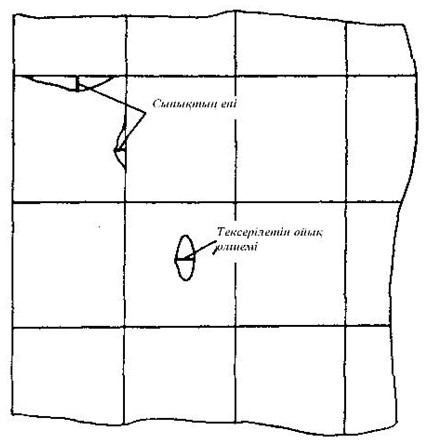 Сынықтың ені
Тексерілетін ойық
өлшемі